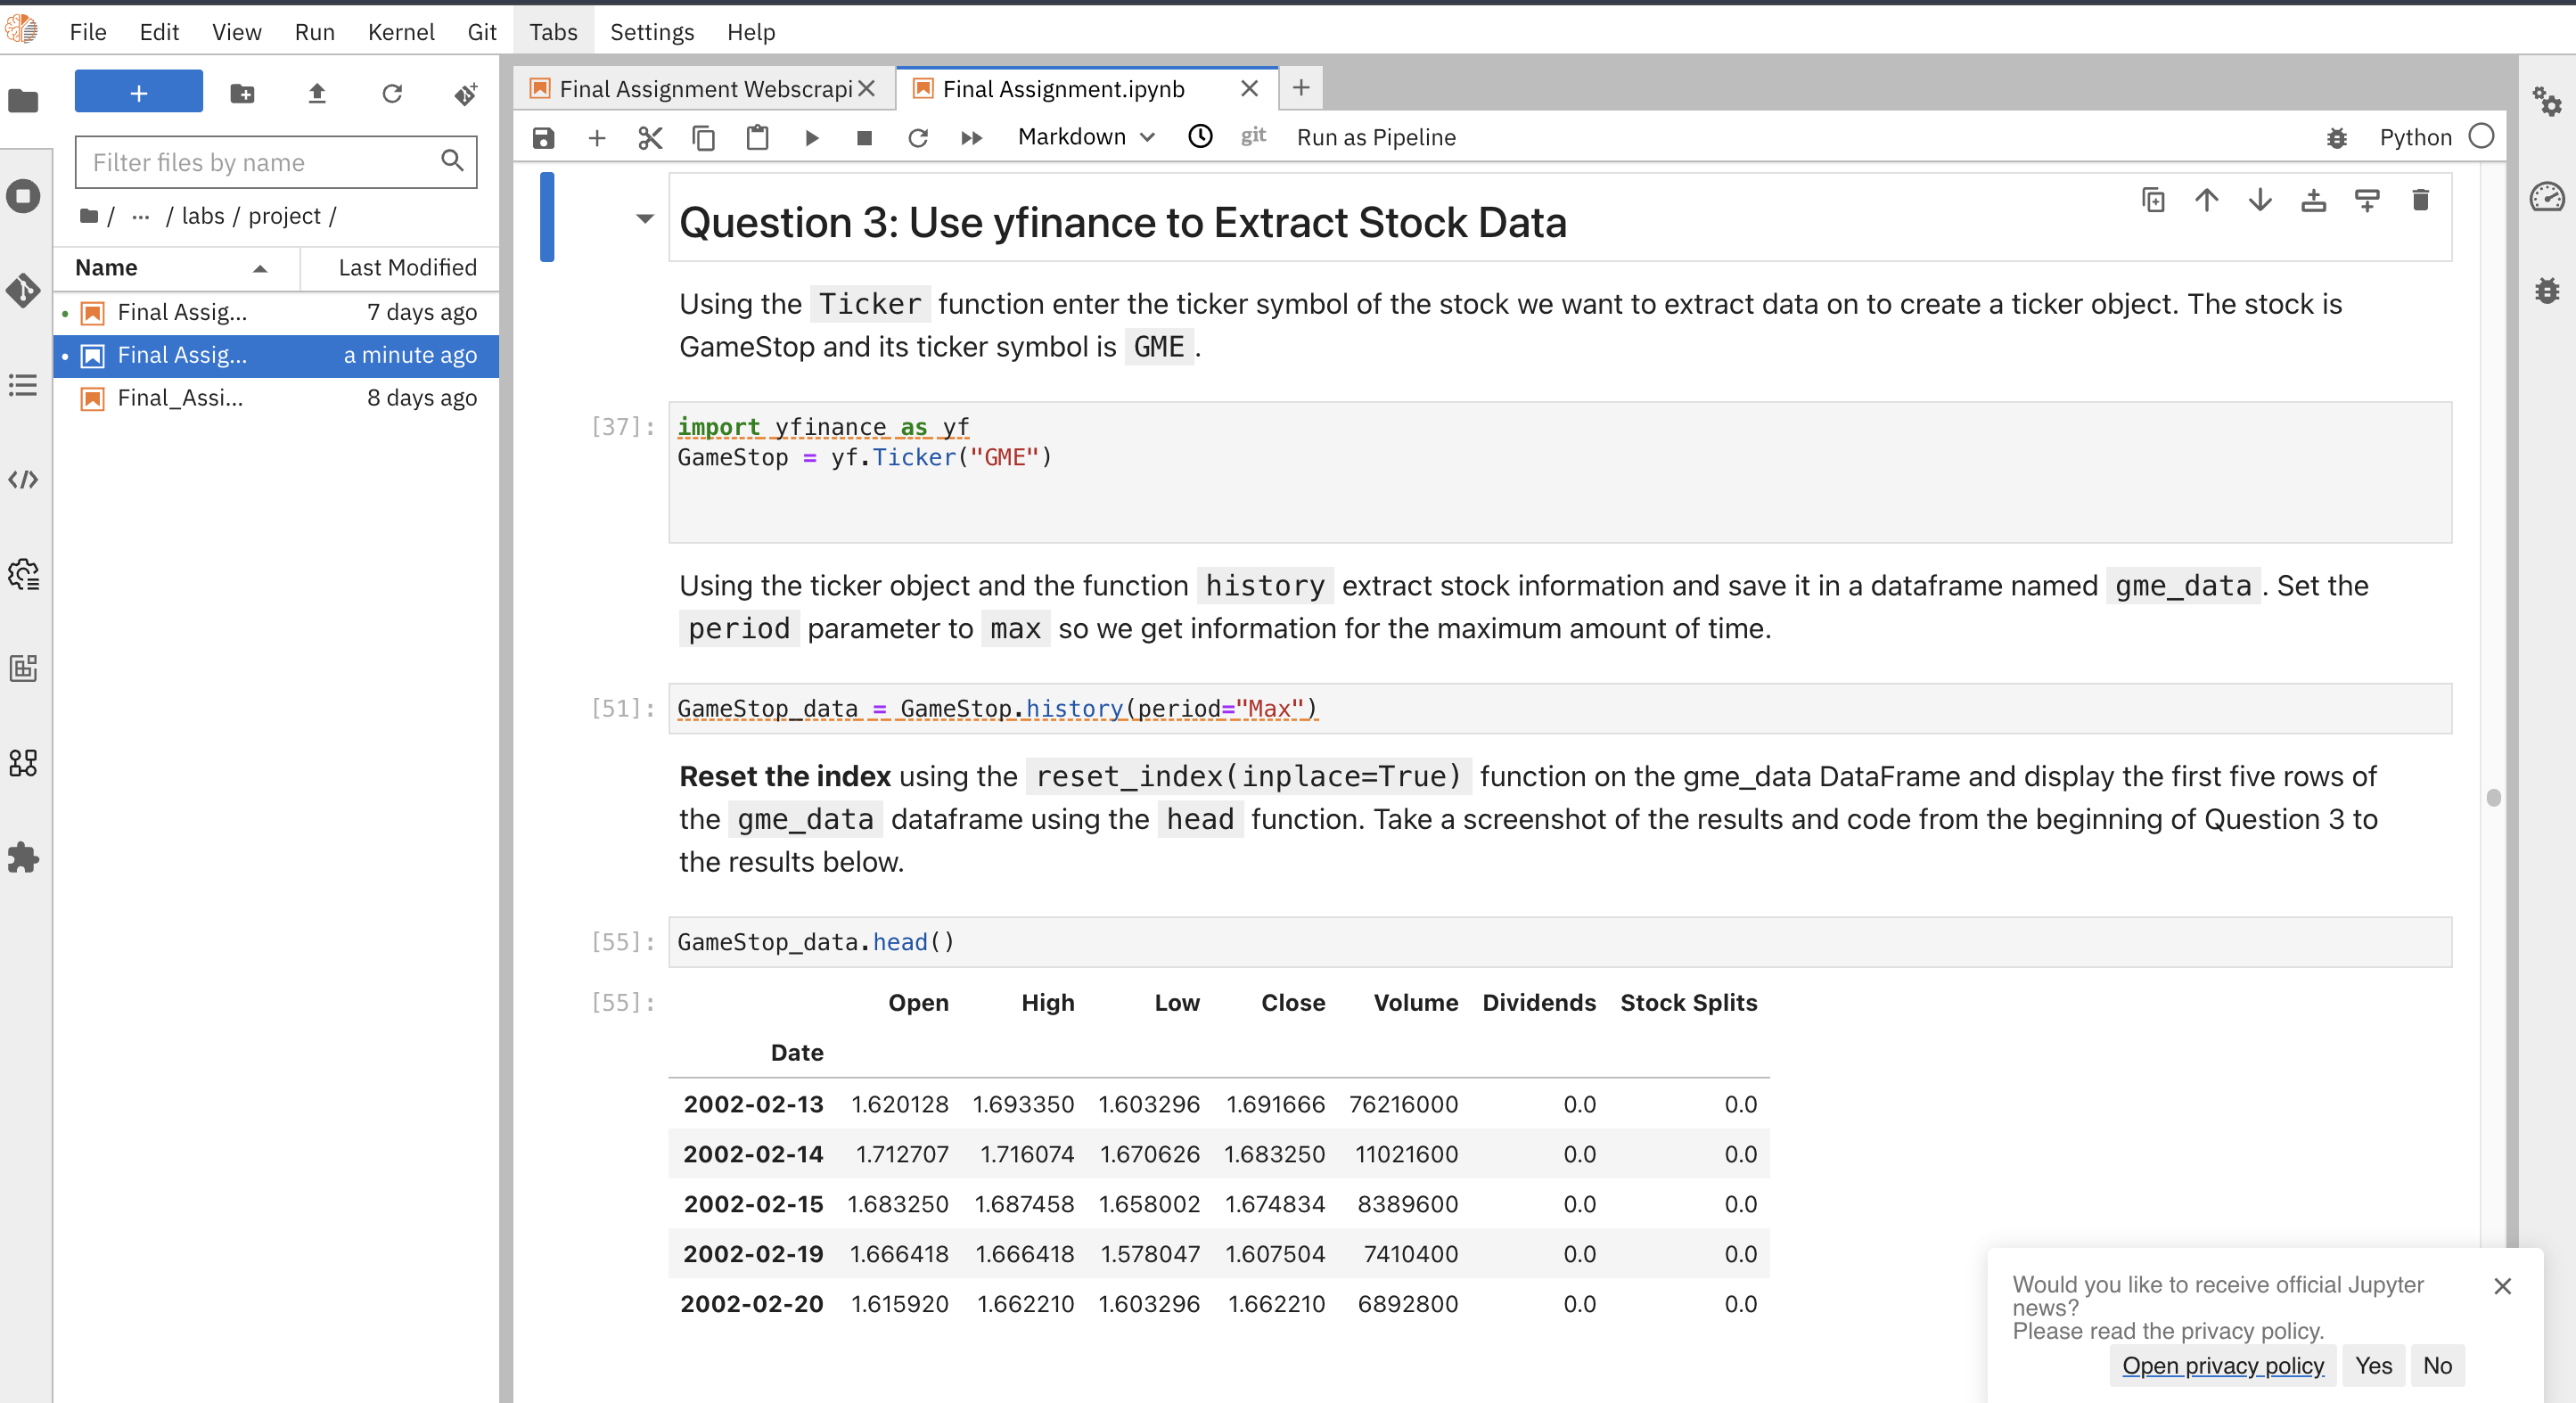 File Edit View Run Kernel Git Tabs Settings Help
Final Assignment Webscrapi
Final Assignment.ipynb
Filter files by name
/ ... / labs / project /
Name Last Modified
Final Assig... 7 days ago
Final Assig... a minute ago
Final_Assi... 8 days ago
Markdown git Run as Pipeline Python
Question 3: Use yfinance to Extract Stock Data
Using the Ticker function enter the ticker symbol of the stock we want to extract data on to create a ticker object. The stock is
GameStop and its ticker symbol is GME .
[37]: import yfinance as yf
GameStop = yf.Ticker("GME")
Using the ticker object and the function history extract stock information and save it in a dataframe named gme_data . Set the
period parameter to max so we get information for the maximum amount of time.
[51]: GameStop_data = GameStop.history(period="Max")
Reset the index using the reset_index(inplace=True) function on the gme_data DataFrame and display the first five rows of
the gme_data dataframe using the head function. Take a screenshot of the results and code from the beginning of Question 3 to
the results below.
[55]: GameStop_data.head()
[55]: Open High Low Close Volume Dividends Stock Splits
Date
2002-02-13 1.620128 1.693350 1.603296 1.691666 76216000 0.0 0.0
2002-02-14 1.712707 1.716074 1.670626 1.683250 11021600 0.0 0.0
2002-02-15 1.683250 1.687458 1.658002 1.674834 8389600 0.0 0.0
2002-02-19 1.666418 1.666418 1.578047 1.607504 7410400 0.0 0.0
2002-02-20 1.615920 1.662210 1.603296 1.662210 6892800 0.0 0.0
Would you like to receive official Jupyter
news?
Please read the privacy policy.
Open privacy policy Yes No